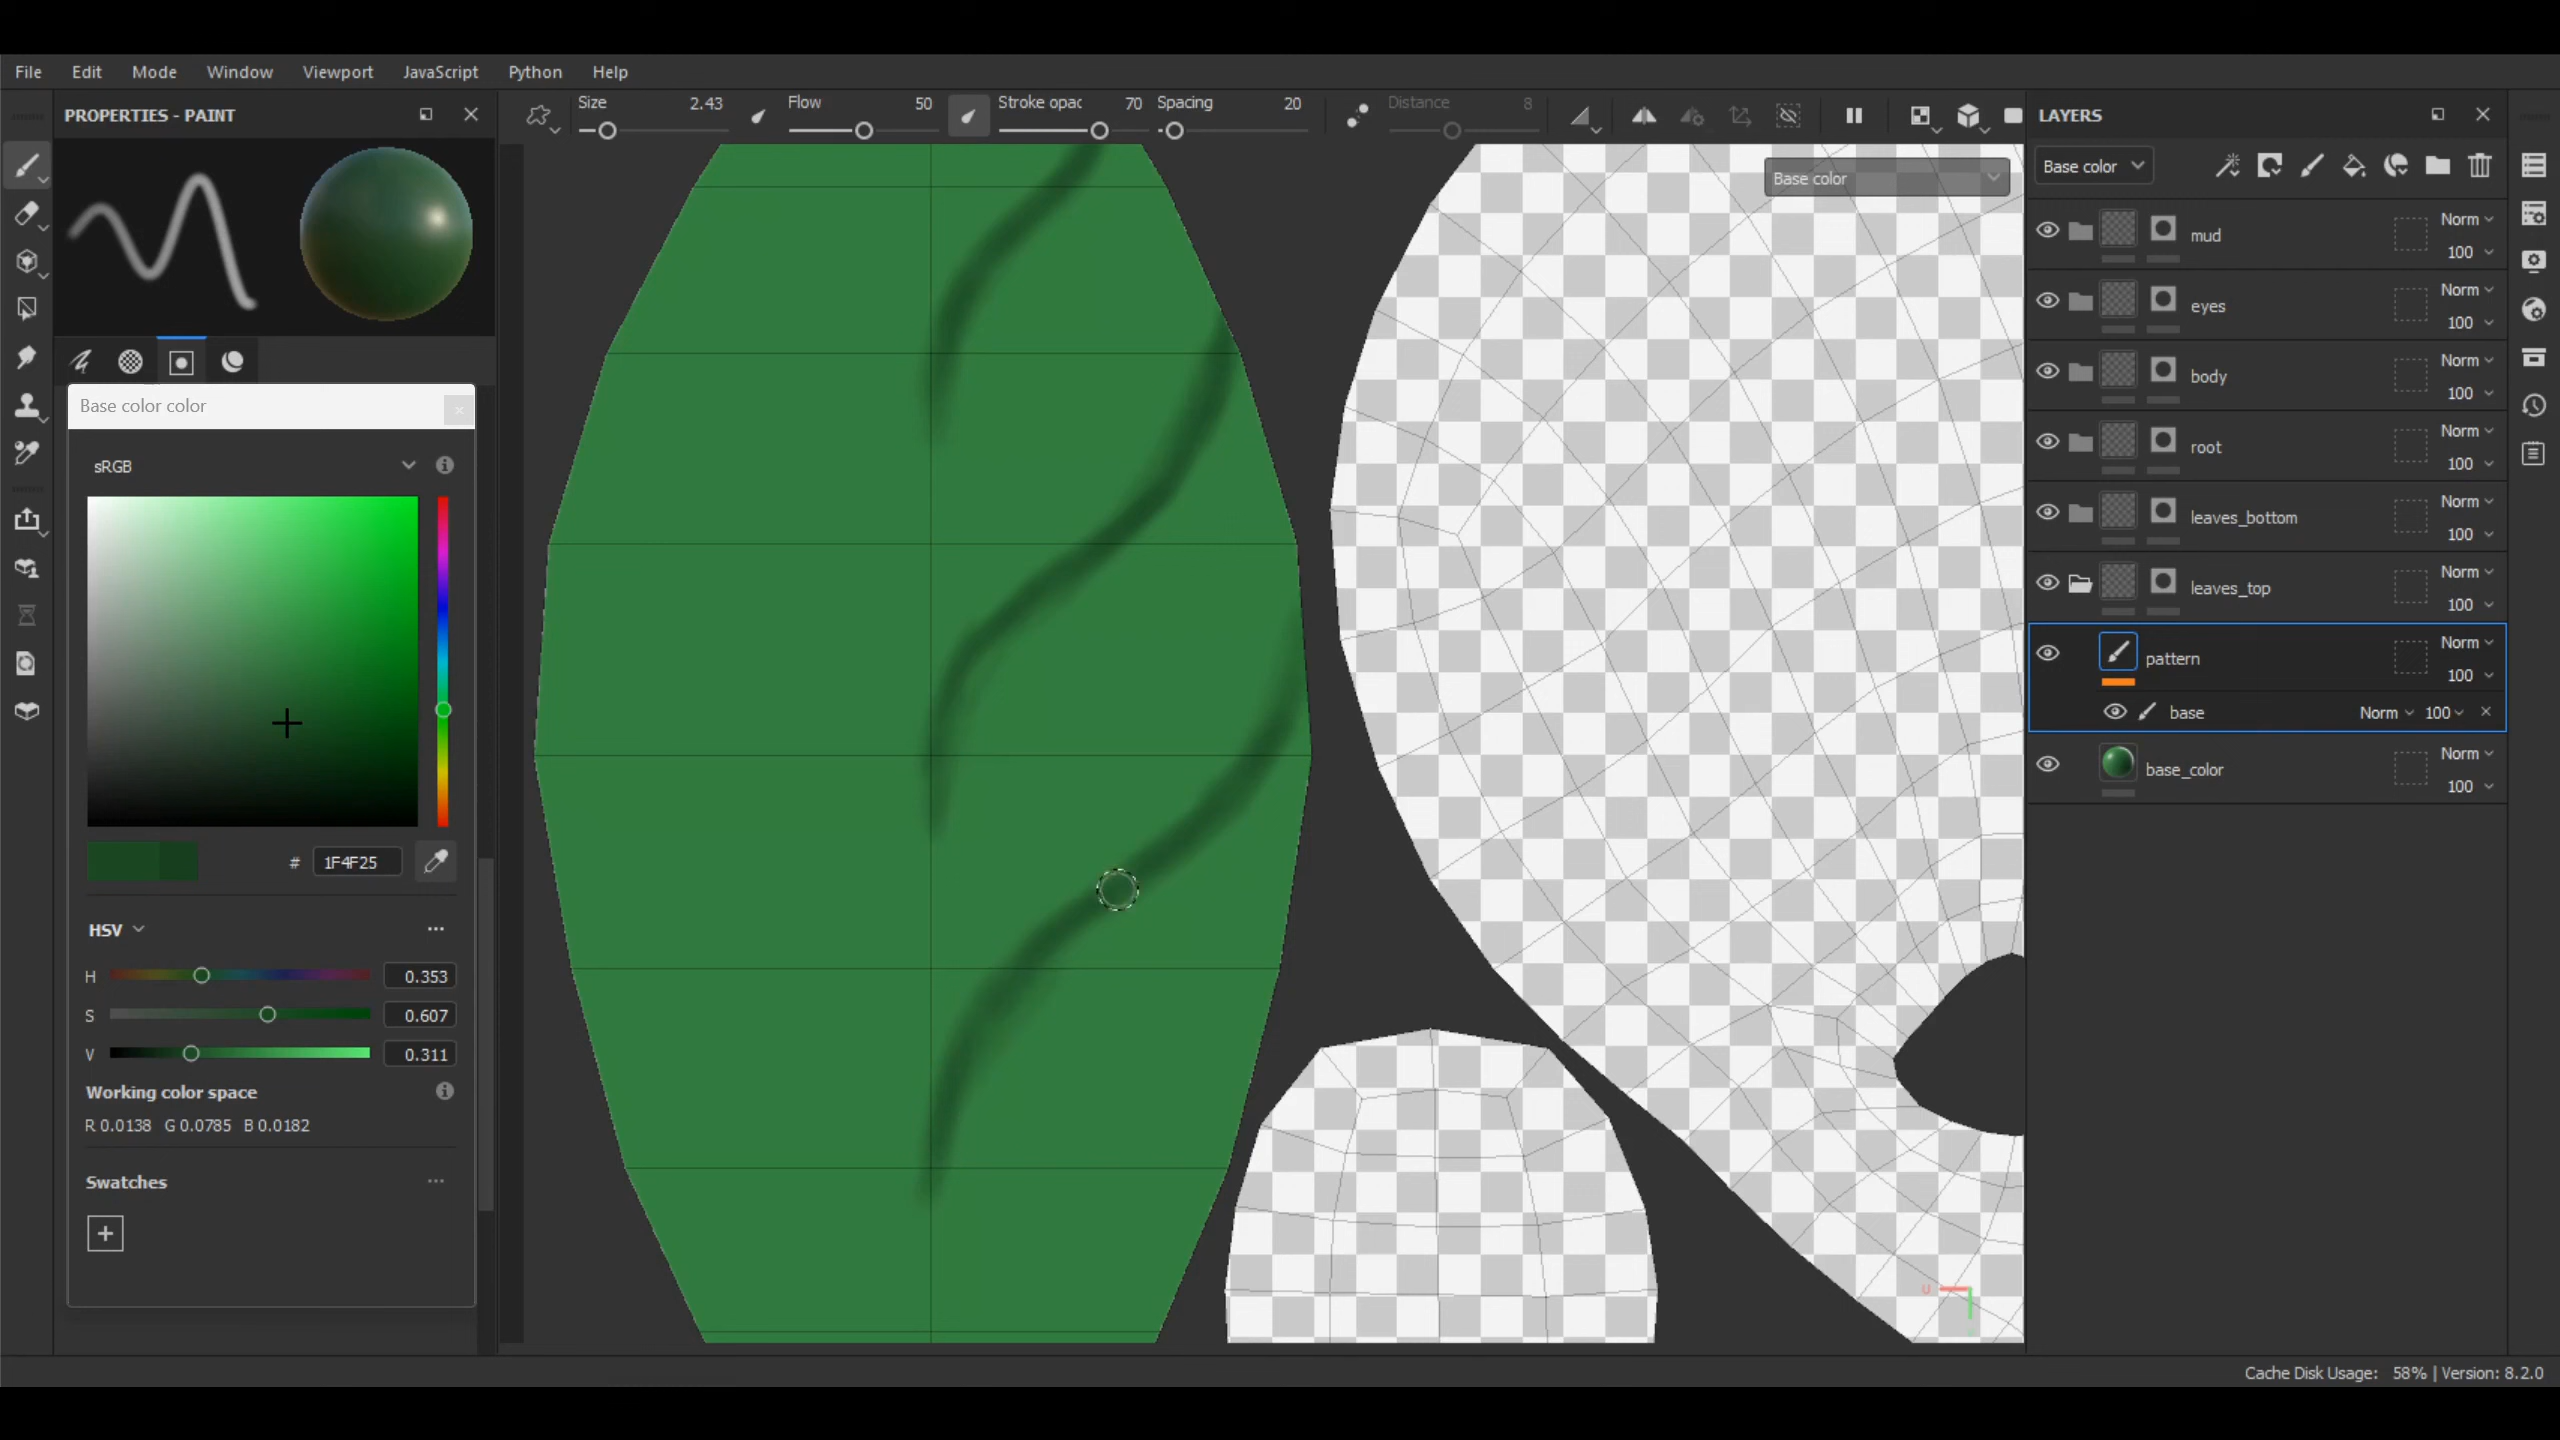 File Edit Mode Window Viewport JavaScript Python Help
PROPERTIES - PAINT
Size 2.43 Flow 50 Stroke opac 70 Spacing 20 Distance 8
LAYERS
Base color
Base color
Base color color
sRGB
# 1F4F25
HSV
H 0.353
S 0.607
V 0.311
Working color space
R 0.0138 G 0.0785 B 0.0182
Swatches
U
mud Norm 100
eyes Norm 100
body Norm 100
root Norm 100
leaves_bottom Norm 100
leaves_top Norm 100
pattern Norm 100
base Norm 100
base_color Norm 100
Cache Disk Usage: 58% | Version: 8.2.0